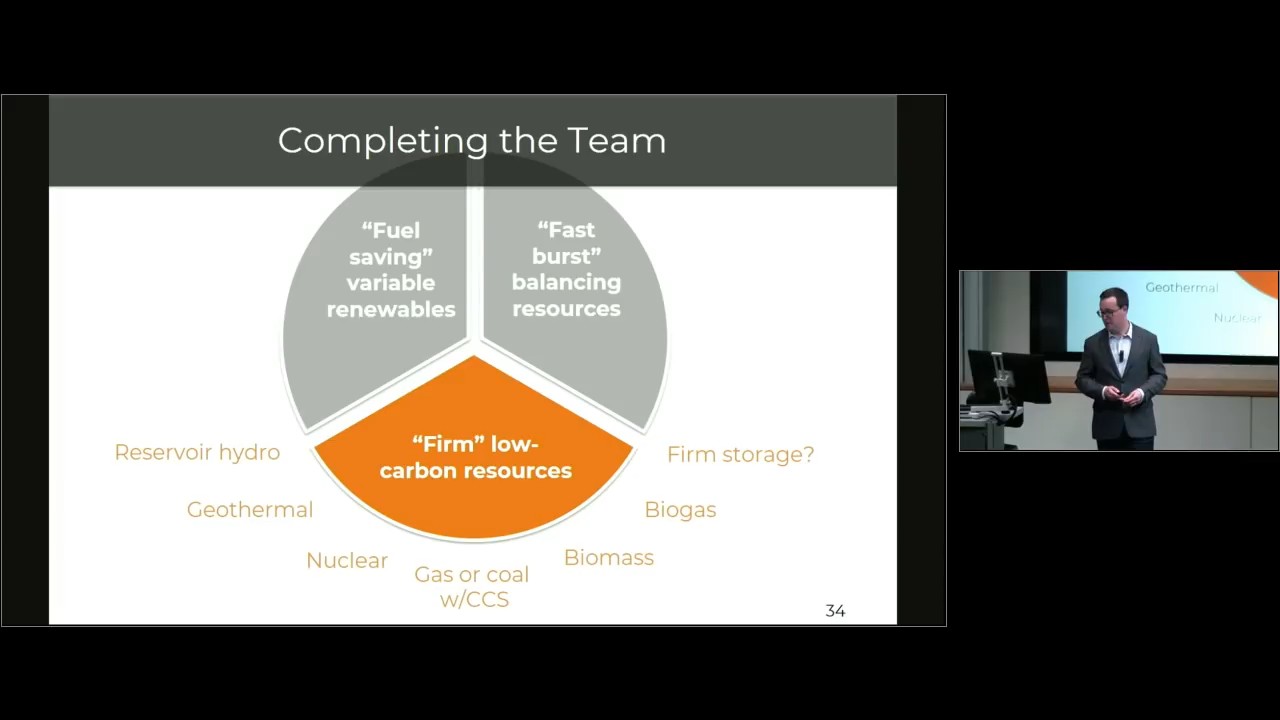 Completing the Team
“Fuel
saving”
variable
renewables
“Fast
burst”
balancing
resources
“Firm” low-
carbon resources
Reservoir hydro
Geothermal
Nuclear
Gas or coal
w/CCS
Biomass
Biogas
Firm storage?
34
Geothermal
Nuclear